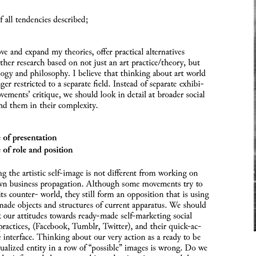 f all tendencies described;
ve and expand my theories, offer practical alternatives
ther research based on not just an art practice/theory, but
ogy and philosophy. I believe that thinking about art world
ger restricted to a separate field. Instead of separate exhibi-
vements' critique, we should look in detail at broader social
nd them in their complexity.
e of presentation
e of role and position
ng the artistic self-image is not different from working on
wn business propagation. Although some movements try to
its counter- world, they still form an opposition that is using
made objects and structures of current apparatus. We should
k our attitudes towards ready-made self-marketing social
practices, (Facebook, Tumblr, Twitter), and their quick-ac-
e interface. Thinking about our very action as a ready to be
ualized entity in a row of "possible" images is wrong. Do we